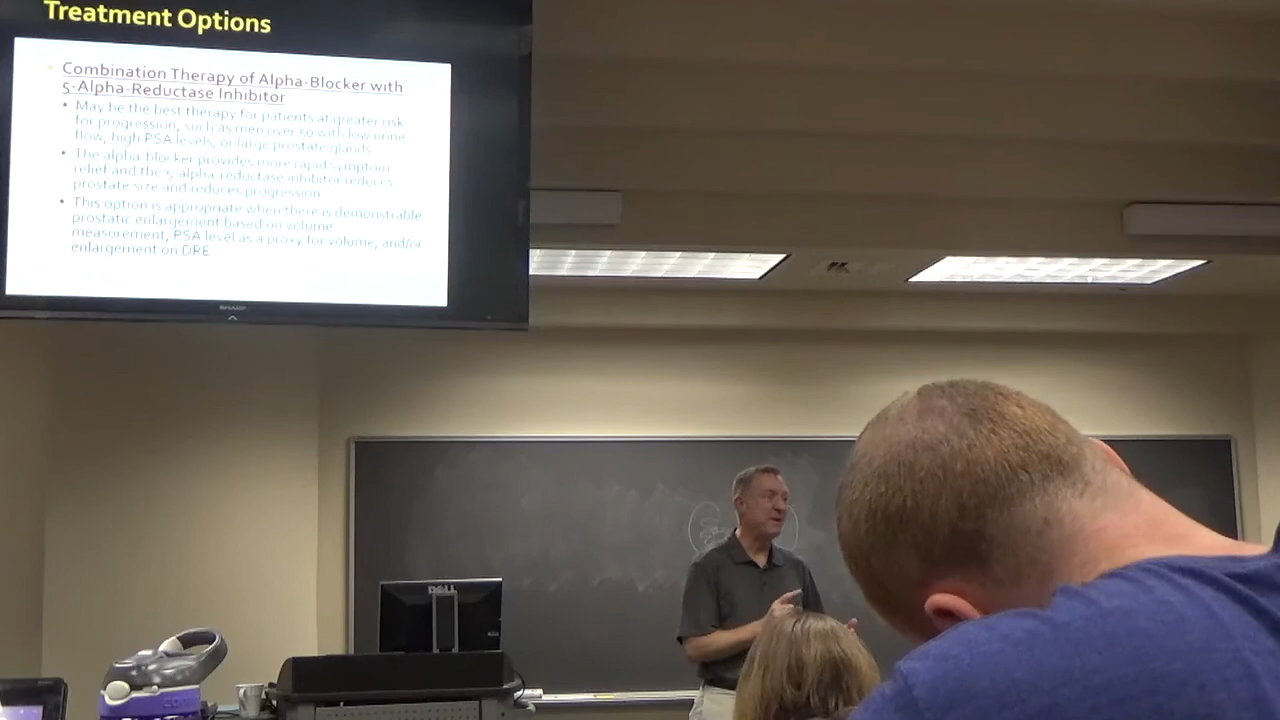 Treatment Options
Combination Therapy of Alpha-Blocker with
5-Alpha-Reductase Inhibitor
• May be the best therapy for patients at greater risk
for progression, such as men over 50 with low urine
flow, high PSA levels, or large prostate glands
• The alpha-blocker provides more rapid symptom
relief and the 5-alpha-reductase inhibitor reduces
prostate size and reduces progression
• This option is appropriate when there is demonstrable
prostatic enlargement based on volume
measurement, PSA level as a proxy for volume, and/or
enlargement on DRE
SHARP
DELL